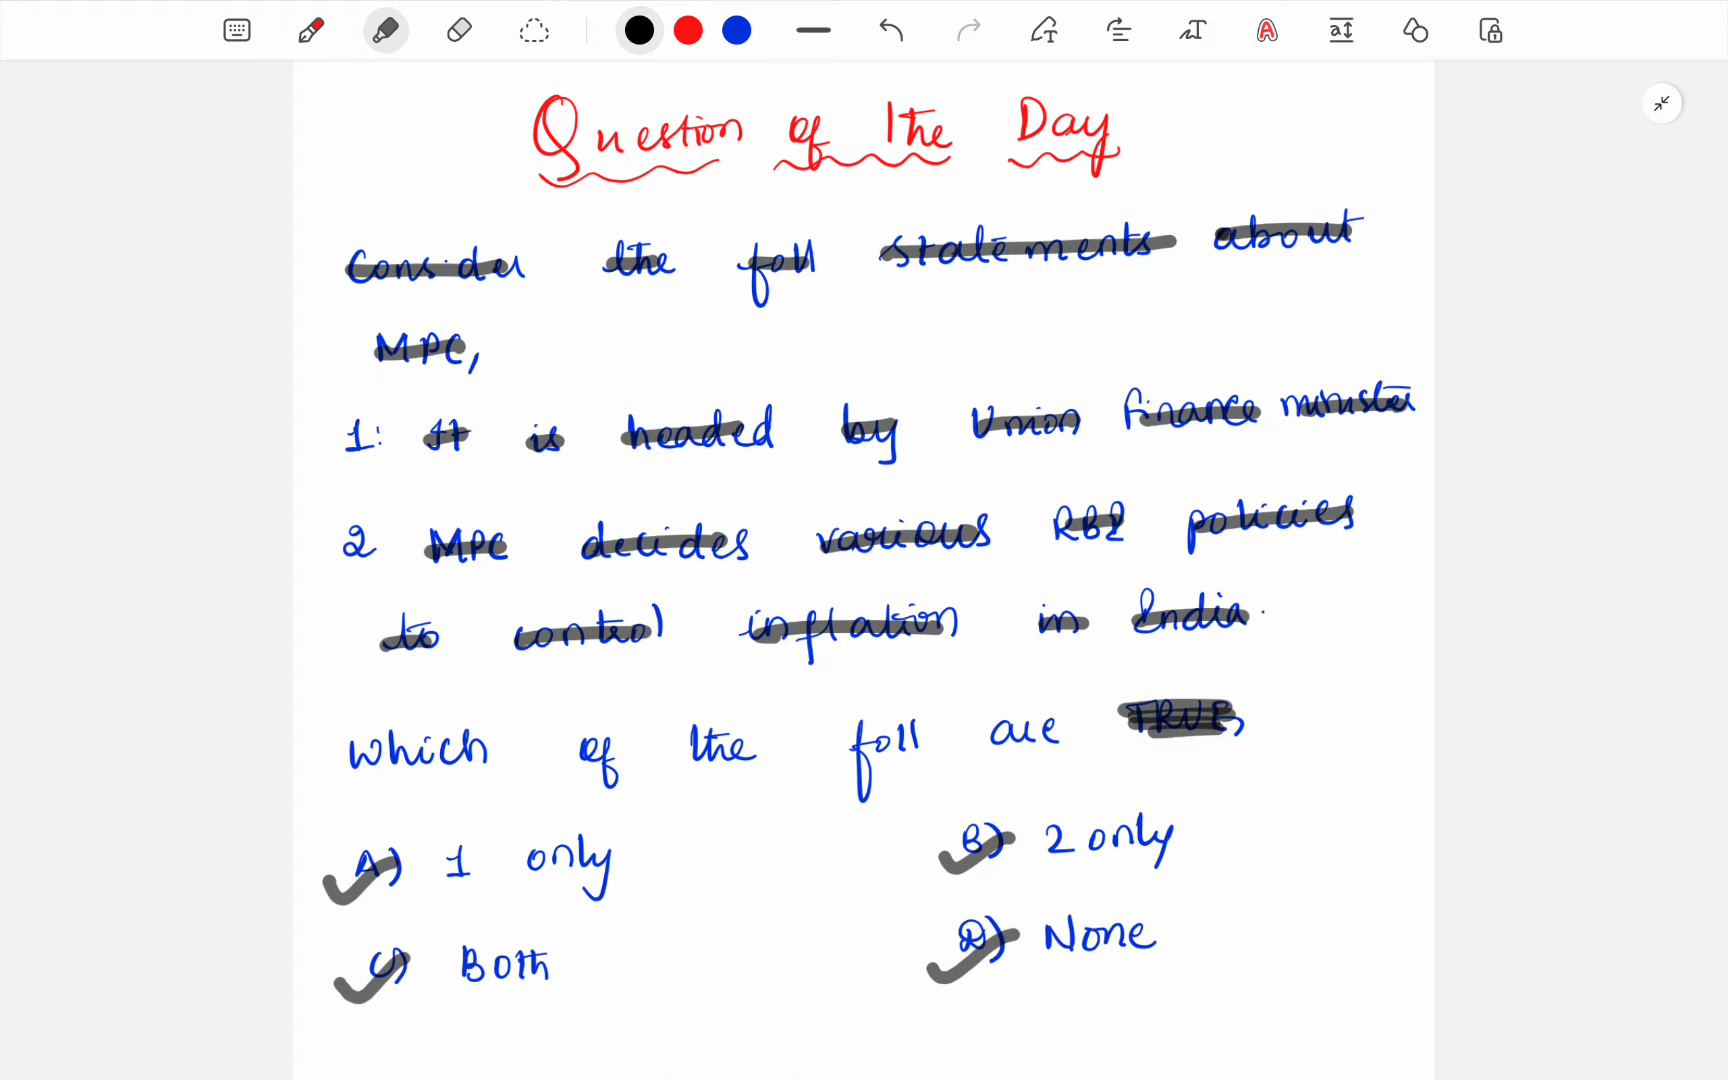 Question of the Day
Consider the foll statements about
MPC,
1: It is headed by Union Finance minister
2 MPC decides various RBI policies
to control inflation in India.
Which of the foll are TRUE,
A) 1 only
B) 2 only
C) Both
D) None